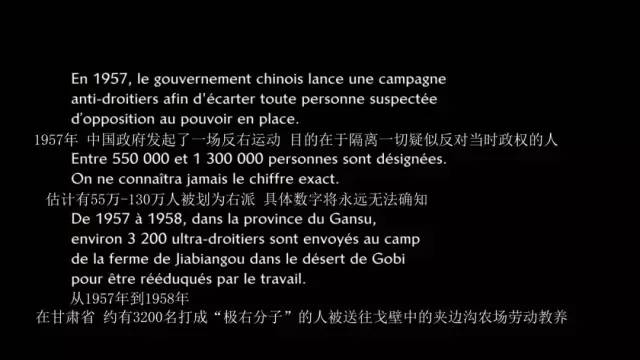 En 1957, le gouvernement chinois lance une campagne
anti-droitiers afin d'écarter toute personne suspectée
d'opposition au pouvoir en place.
1957年 中国政府发起了一场反右运动 目的在于隔离一切疑似反对当时政权的人
Entre 550 000 et 1 300 000 personnes sont désignées.
On ne connaîtra jamais le chiffre exact.
估计有55万-130万人被划为右派 具体数字将永远无法确知
De 1957 à 1958, dans la province du Gansu,
environ 3 200 ultra-droitiers sont envoyés au camp
de la ferme de Jiabiangou dans le désert de Gobi
pour être rééduqués par le travail.
从1957年到1958年
在甘肃省 约有3200名打成“极右分子”的人被送往戈壁中的夹边沟农场劳动教养